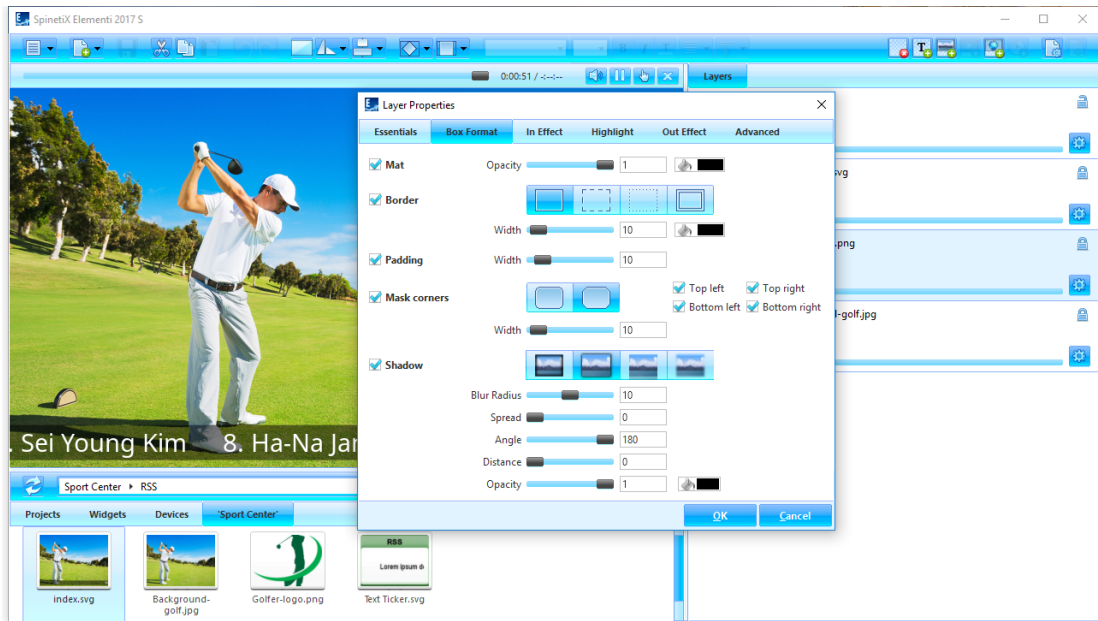 SpinetiX Elementi 2017 S
0:00:51 / -:--:--
Layers
Layer Properties
Essentials Box Format In Effect Highlight Out Effect Advanced
Mat Opacity 1
Border
Width 10
Padding Width 10
Mask corners Top left Top right
Bottom left Bottom right
Width 10
Shadow
Blur Radius 10
Spread 0
Angle 180
Distance 0
Opacity 1
OK Cancel
.svg
.png
l-golf.jpg
. Sei Young Kim 8. Ha-Na Jan
Sport Center RSS
Projects Widgets Devices 'Sport Center'
RSS
Lorem ipsum d
index.svg Background-golf.jpg Golfer-logo.png Text Ticker.svg